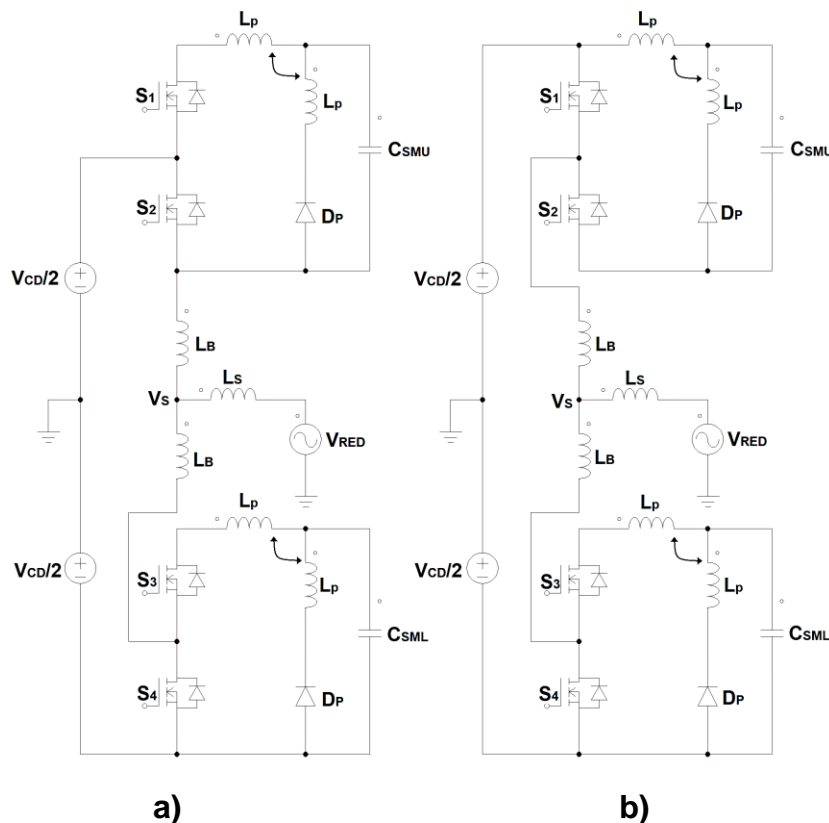 Lp
S1
Lp
CSMU
S2
DP
VCD/2
LB
LS
VS
VRED
LB
Lp
VCD/2
S3
Lp
CSML
S4
DP
a)
Lp
S1
Lp
CSMU
S2
DP
VCD/2
LB
LS
VS
VRED
LB
Lp
VCD/2
S3
Lp
CSML
S4
DP
b)